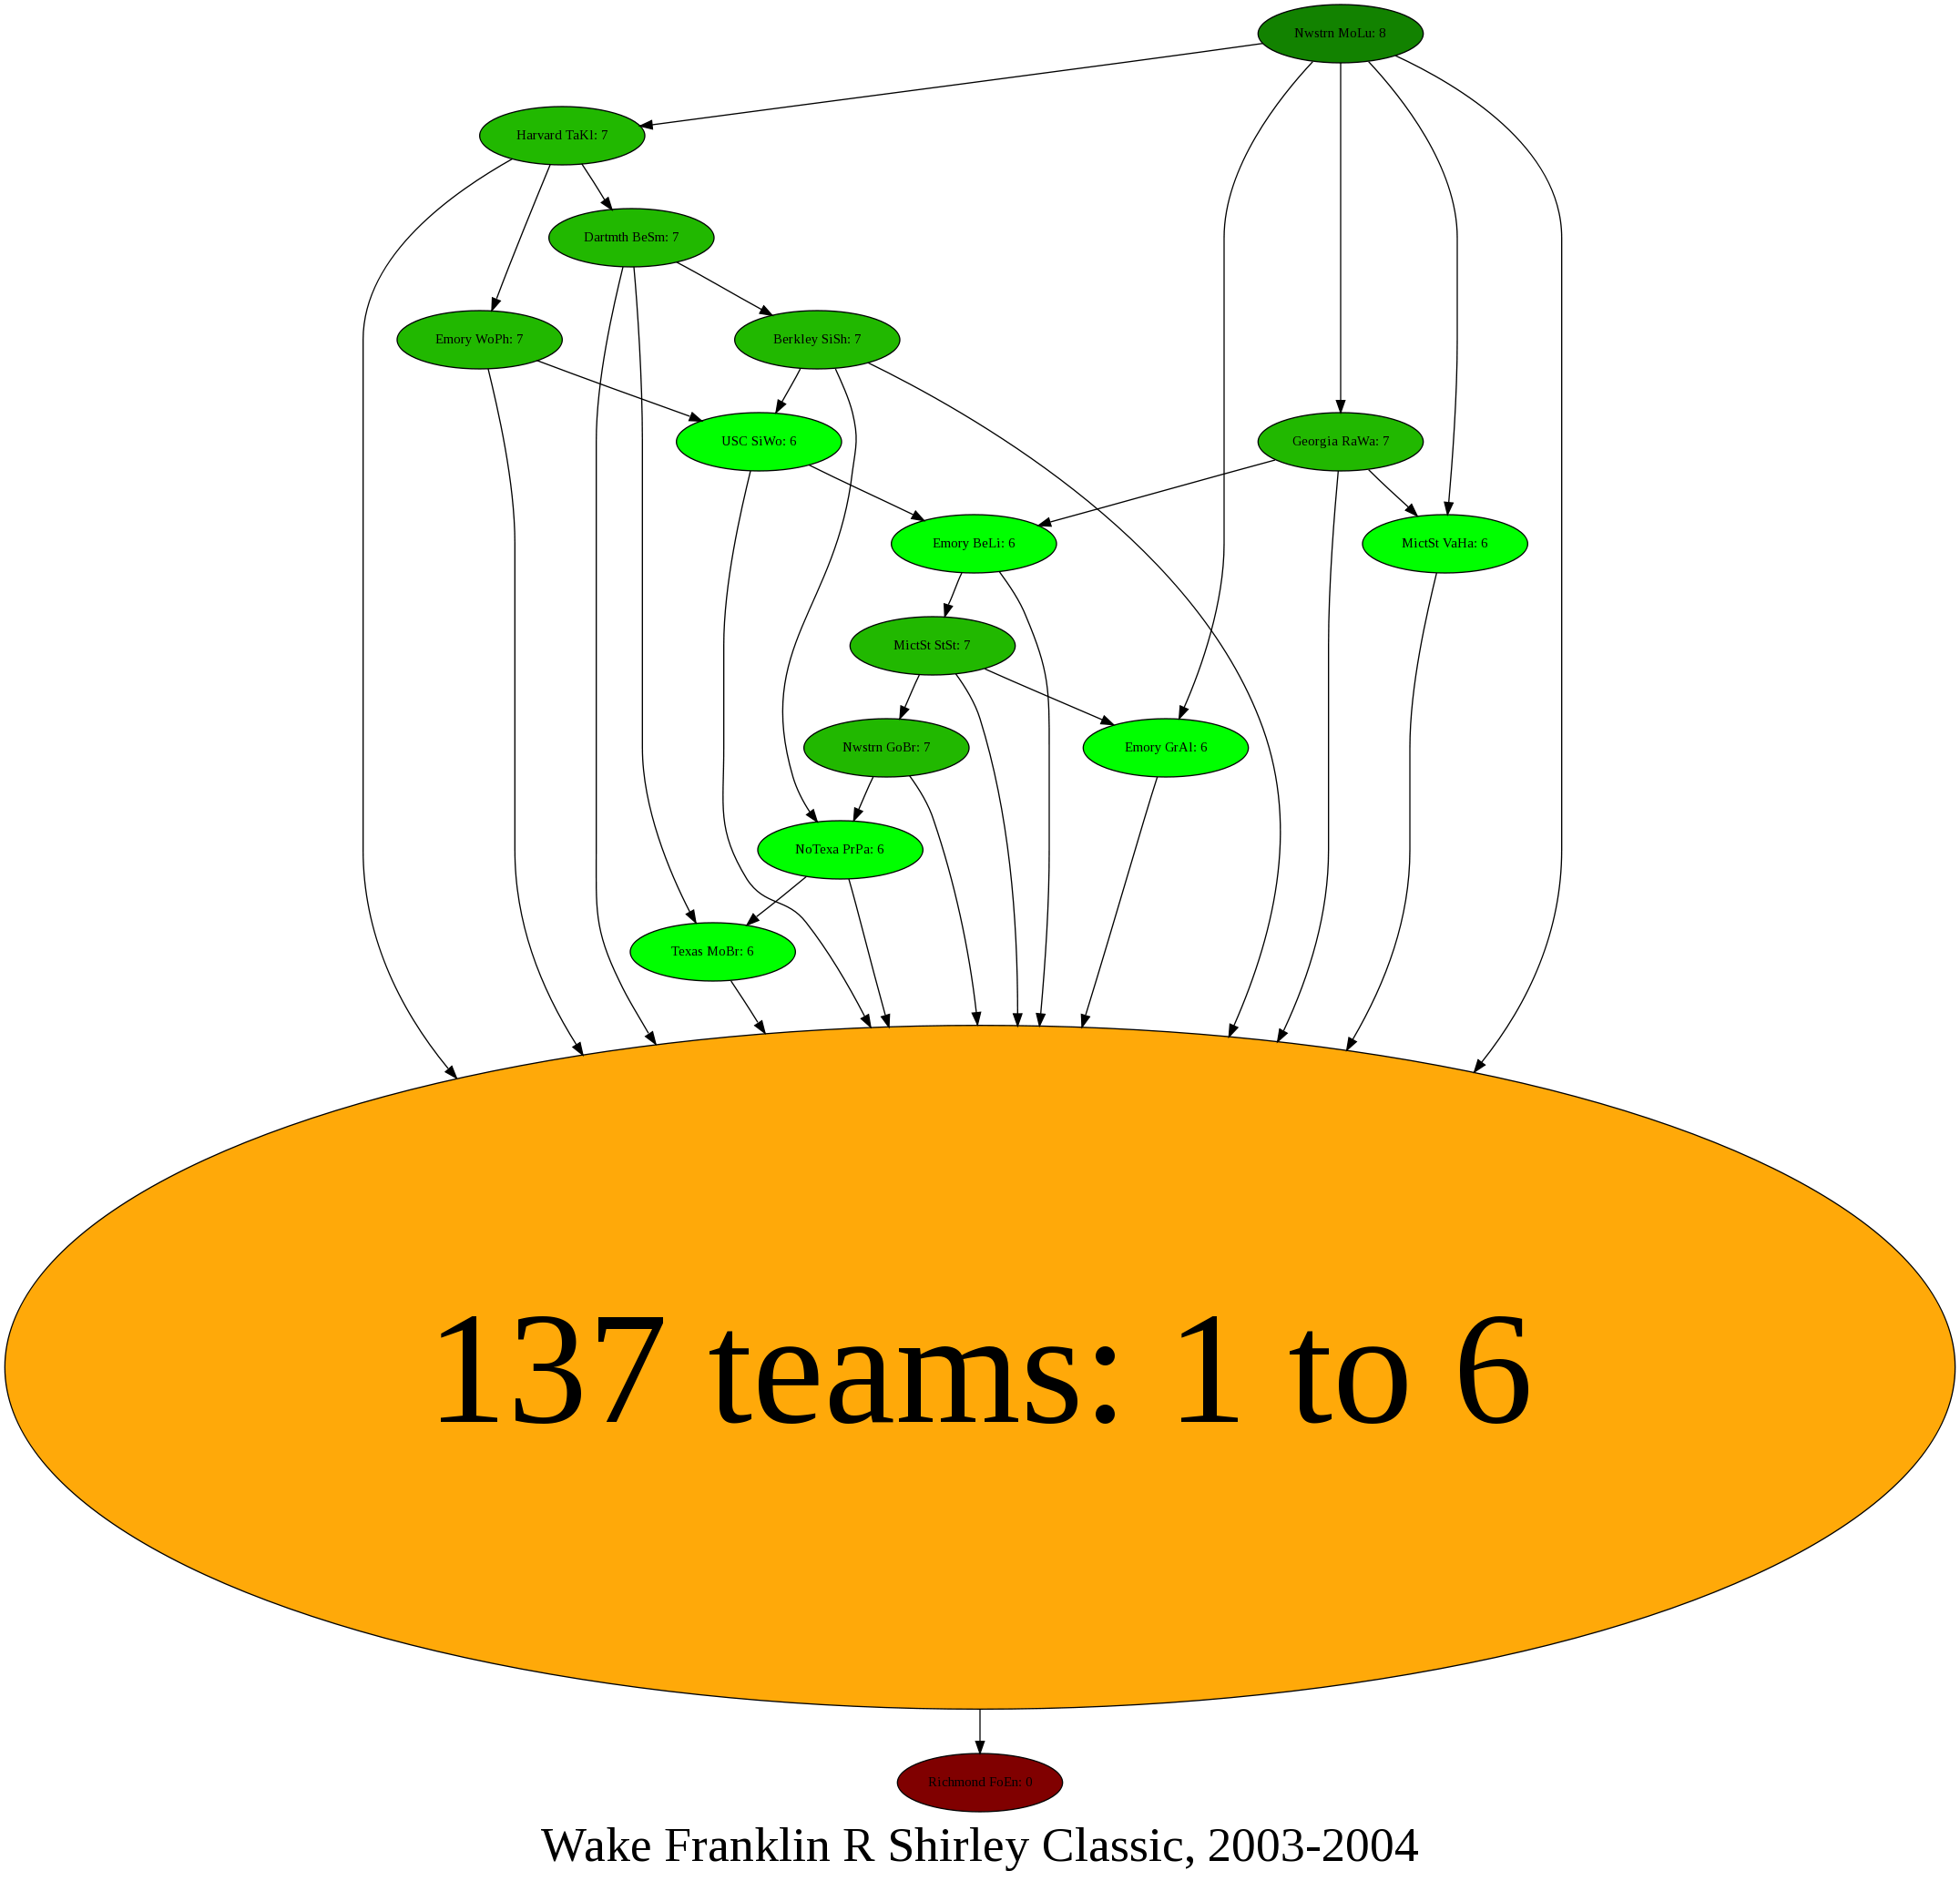 Nwstrn MoLu: 8
Harvard TaKl: 7
Dartmth BeSm: 7
Emory WoPh: 7
Berkley SiSh: 7
USC SiWo: 6
Georgia RaWa: 7
Emory BeLi: 6
MictSt VaHa: 6
MictSt StSt: 7
Nwstrn GoBr: 7
Emory GrAl: 6
NoTexa PrPa: 6
Texas MoBr: 6
137 teams: 1 to 6
Richmond FoEn: 0
Wake Franklin R Shirley Classic, 2003-2004